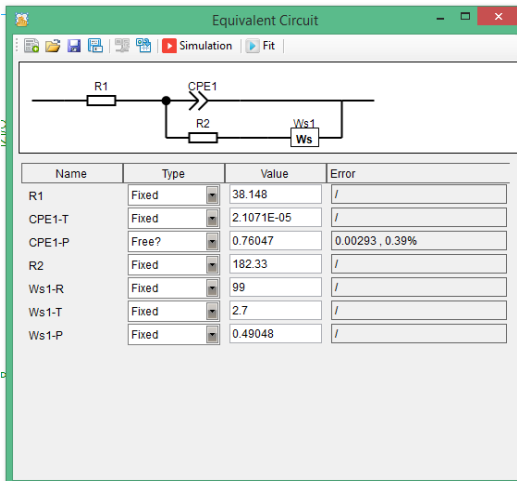 Equivalent Circuit
Simulation Fit
R1 CPE1
R2 Ws1
Ws
Name Type Value Error
R1 Fixed 38.148 /
CPE1-T Fixed 2.1071E-05 /
CPE1-P Free? 0.76047 0.00293 , 0.39%
R2 Fixed 182.33 /
Ws1-R Fixed 99 /
Ws1-T Fixed 2.7 /
Ws1-P Fixed 0.49048 /